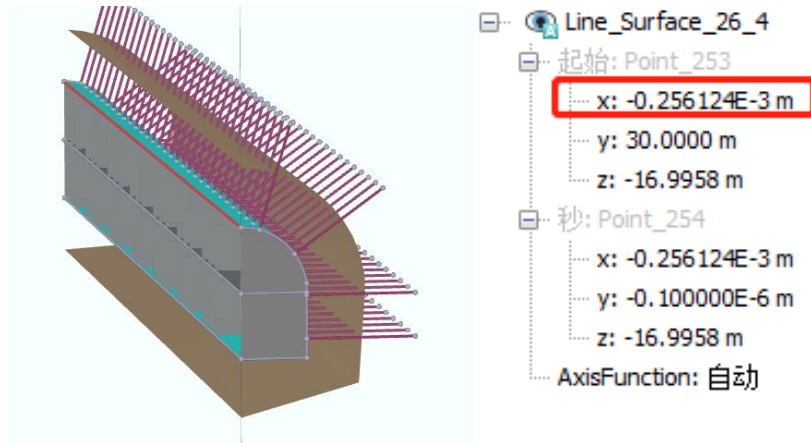 Line_Surface_26_4
起始: Point_253
x: -0.256124E-3 m
y: 30.0000 m
z: -16.9958 m
秒: Point_254
x: -0.256124E-3 m
y: -0.100000E-6 m
z: -16.9958 m
AxisFunction: 自动